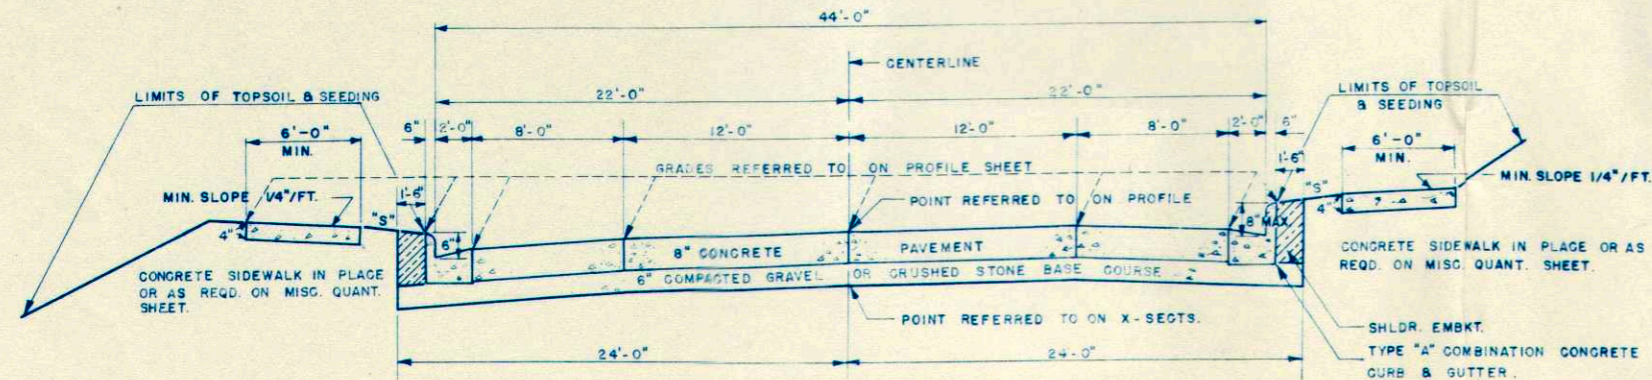 44'-0"
CENTERLINE
LIMITS OF TOPSOIL & SEEDING
22'-0"
22'-0"
LIMITS OF TOPSOIL
& SEEDING
6'-0"
MIN.
6"
2'-0"
8'-0"
12'-0"
12'-0"
8'-0"
2'-0"
6"
6'-0"
MIN.
GRADES REFERRED TO ON PROFILE SHEET
1'-6"
1'-6"
MIN. SLOPE 1/4"/FT.
"S"
POINT REFERRED TO ON PROFILE
"S"
MIN. SLOPE 1/4"/FT.
4"
6"
8" MAX.
4"
8" CONCRETE PAVEMENT
CONCRETE SIDEWALK IN PLACE
OR AS REQD. ON MISC. QUANT.
SHEET.
6" COMPACTED GRAVEL OR CRUSHED STONE BASE COURSE
CONCRETE SIDEWALK IN PLACE OR AS
REQD. ON MISC. QUANT. SHEET.
POINT REFERRED TO ON X-SECTS.
SHLDR. EMBKT.
24'-0"
24'-0"
TYPE "A" COMBINATION CONCRETE
CURB & GUTTER.